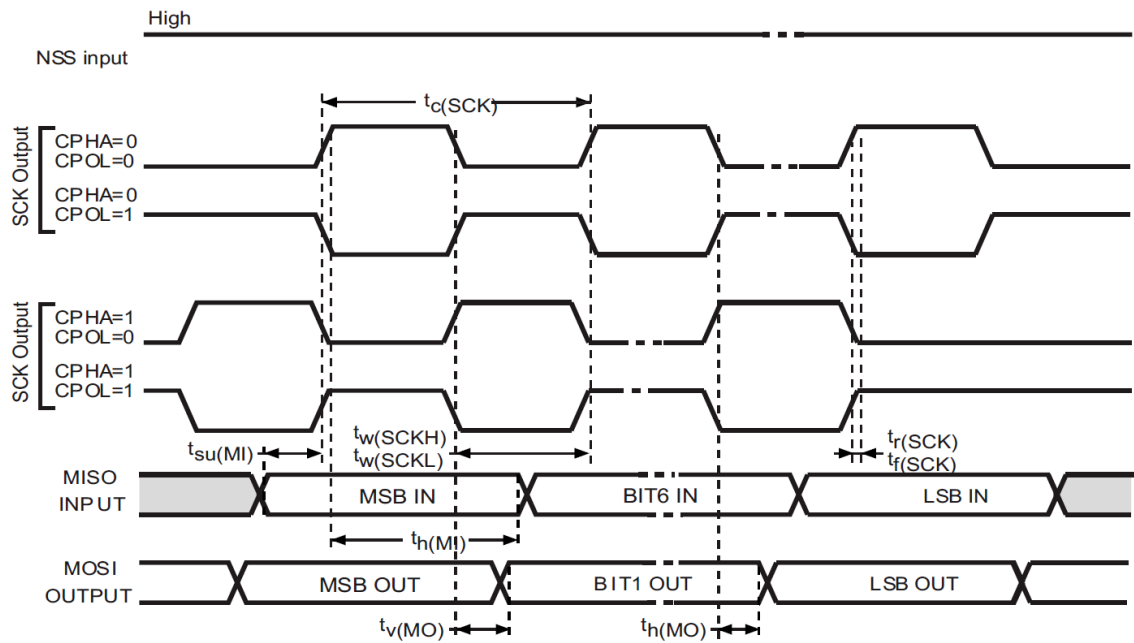 High
NSS input
tc(SCK)
SCK Output
CPHA=0
CPOL=0
CPHA=0
CPOL=1
SCK Output
CPHA=1
CPOL=0
CPHA=1
CPOL=1
tsu(MI)
tw(SCKH)
tw(SCKL)
tr(SCK)
tf(SCK)
MISO
INPUT
MSB IN
BIT6 IN
LSB IN
th(MI)
MOSI
OUTPUT
MSB OUT
BIT1 OUT
LSB OUT
tv(MO)
th(MO)